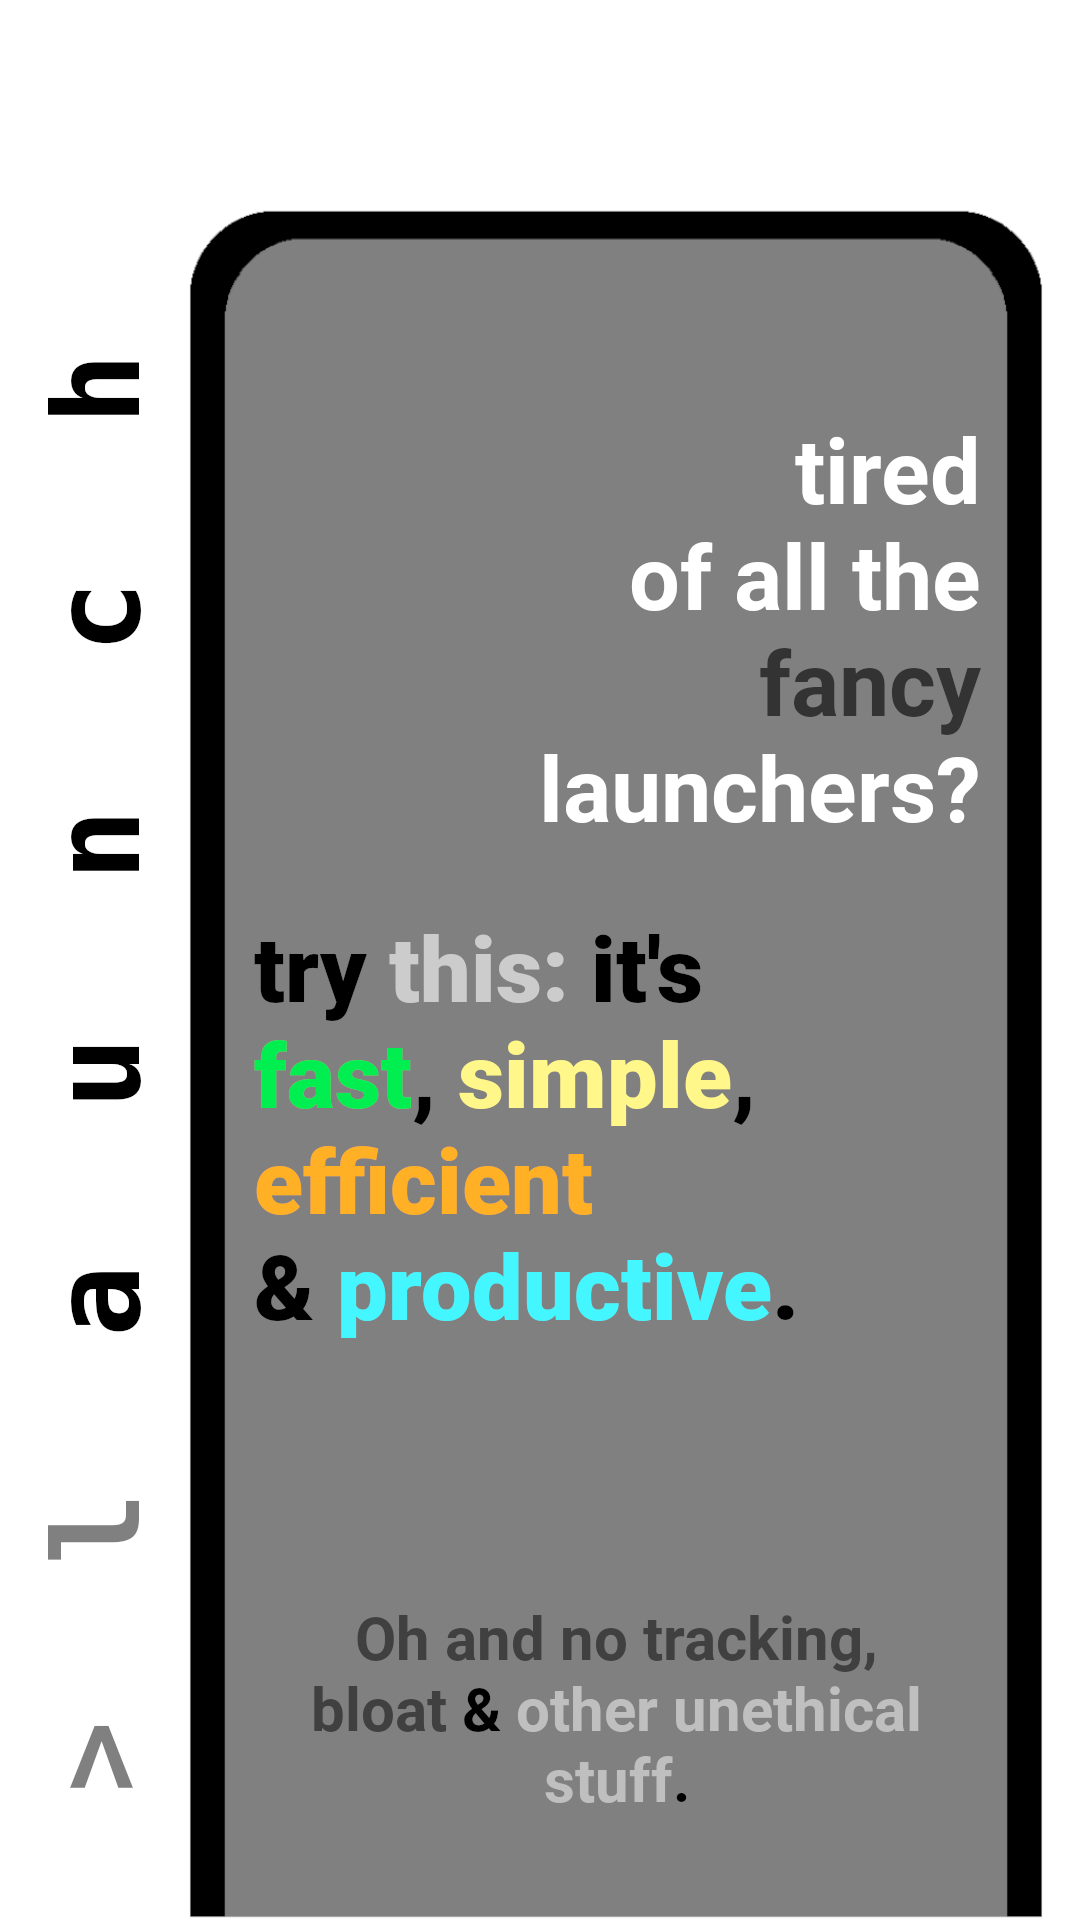 >launch
tired
of all the
fancy
launchers?
try this: it's
fast, simple,
efficient
& productive.
Oh and no tracking,
bloat & other unethical
stuff.